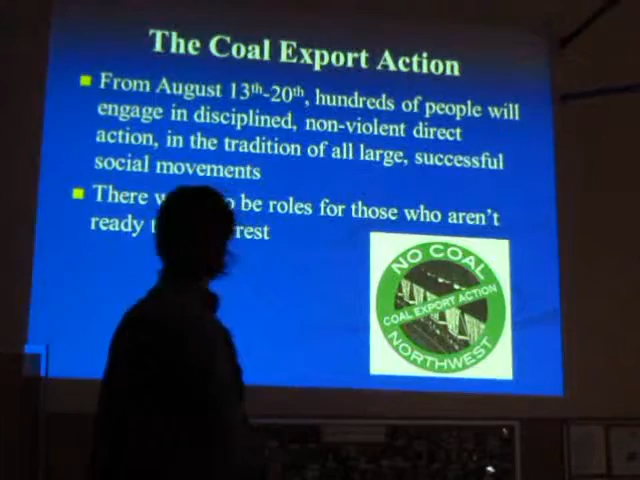 The Coal Export Action
From August 13th-20th, hundreds of people will
engage in disciplined, non-violent direct
action, in the tradition of all large, successful
social movements
There be roles for those who aren't
ready rest
NO COAL
COAL EXPORT ACTION
NORTHWEST